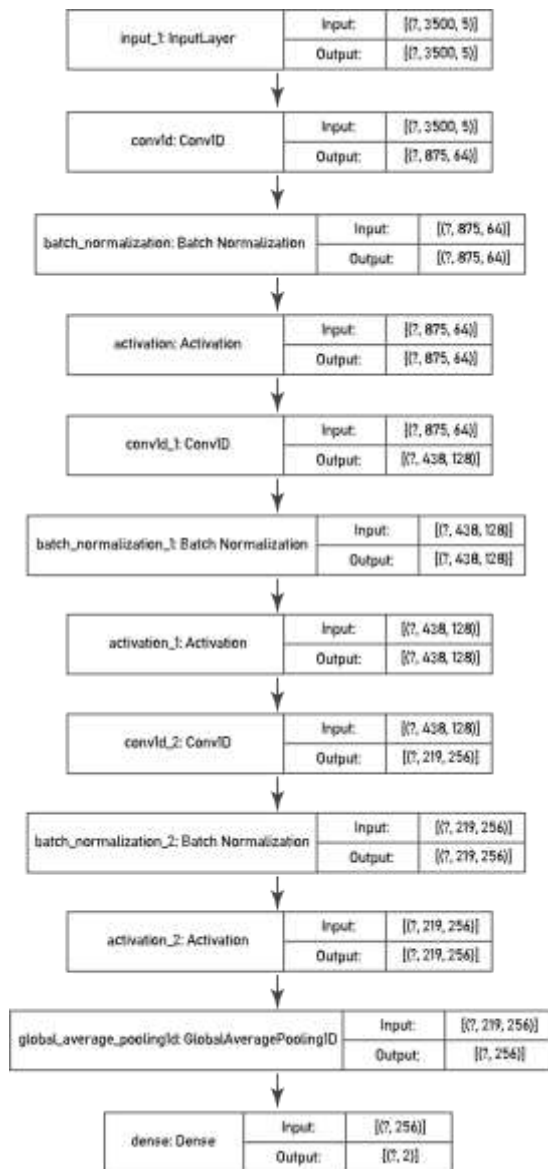 input_1: InputLayer
Input:
[(?, 3500, 5)]
Output:
[(?, 3500, 5)]
conv1d: Conv1D
Input:
[(?, 3500, 5)]
Output:
[(?, 875, 64)]
batch_normalization: Batch Normalization
Input:
[(?, 875, 64)]
Output:
[(?, 875, 64)]
activation: Activation
Input:
[(?, 875, 64)]
Output:
[(?, 875, 64)]
conv1d_1: Conv1D
Input:
[(?, 875, 64)]
Output:
[(?, 438, 128)]
batch_normalization_1: Batch Normalization
Input:
[(?, 438, 128)]
Output:
[(?, 438, 128)]
activation_1: Activation
Input:
[(?, 438, 128)]
Output:
[(?, 438, 128)]
conv1d_2: Conv1D
Input:
[(?, 438, 128)]
Output:
[(?, 219, 256)]
batch_normalization_2: Batch Normalization
Input:
[(?, 219, 256)]
Output:
[(?, 219, 256)]
activation_2: Activation
Input:
[(?, 219, 256)]
Output:
[(?, 219, 256)]
global_average_pooling1d: GlobalAveragePooling1D
Input:
[(?, 219, 256)]
Output:
[(?, 256)]
dense: Dense
Input:
[(?, 256)]
Output:
[(?, 2)]